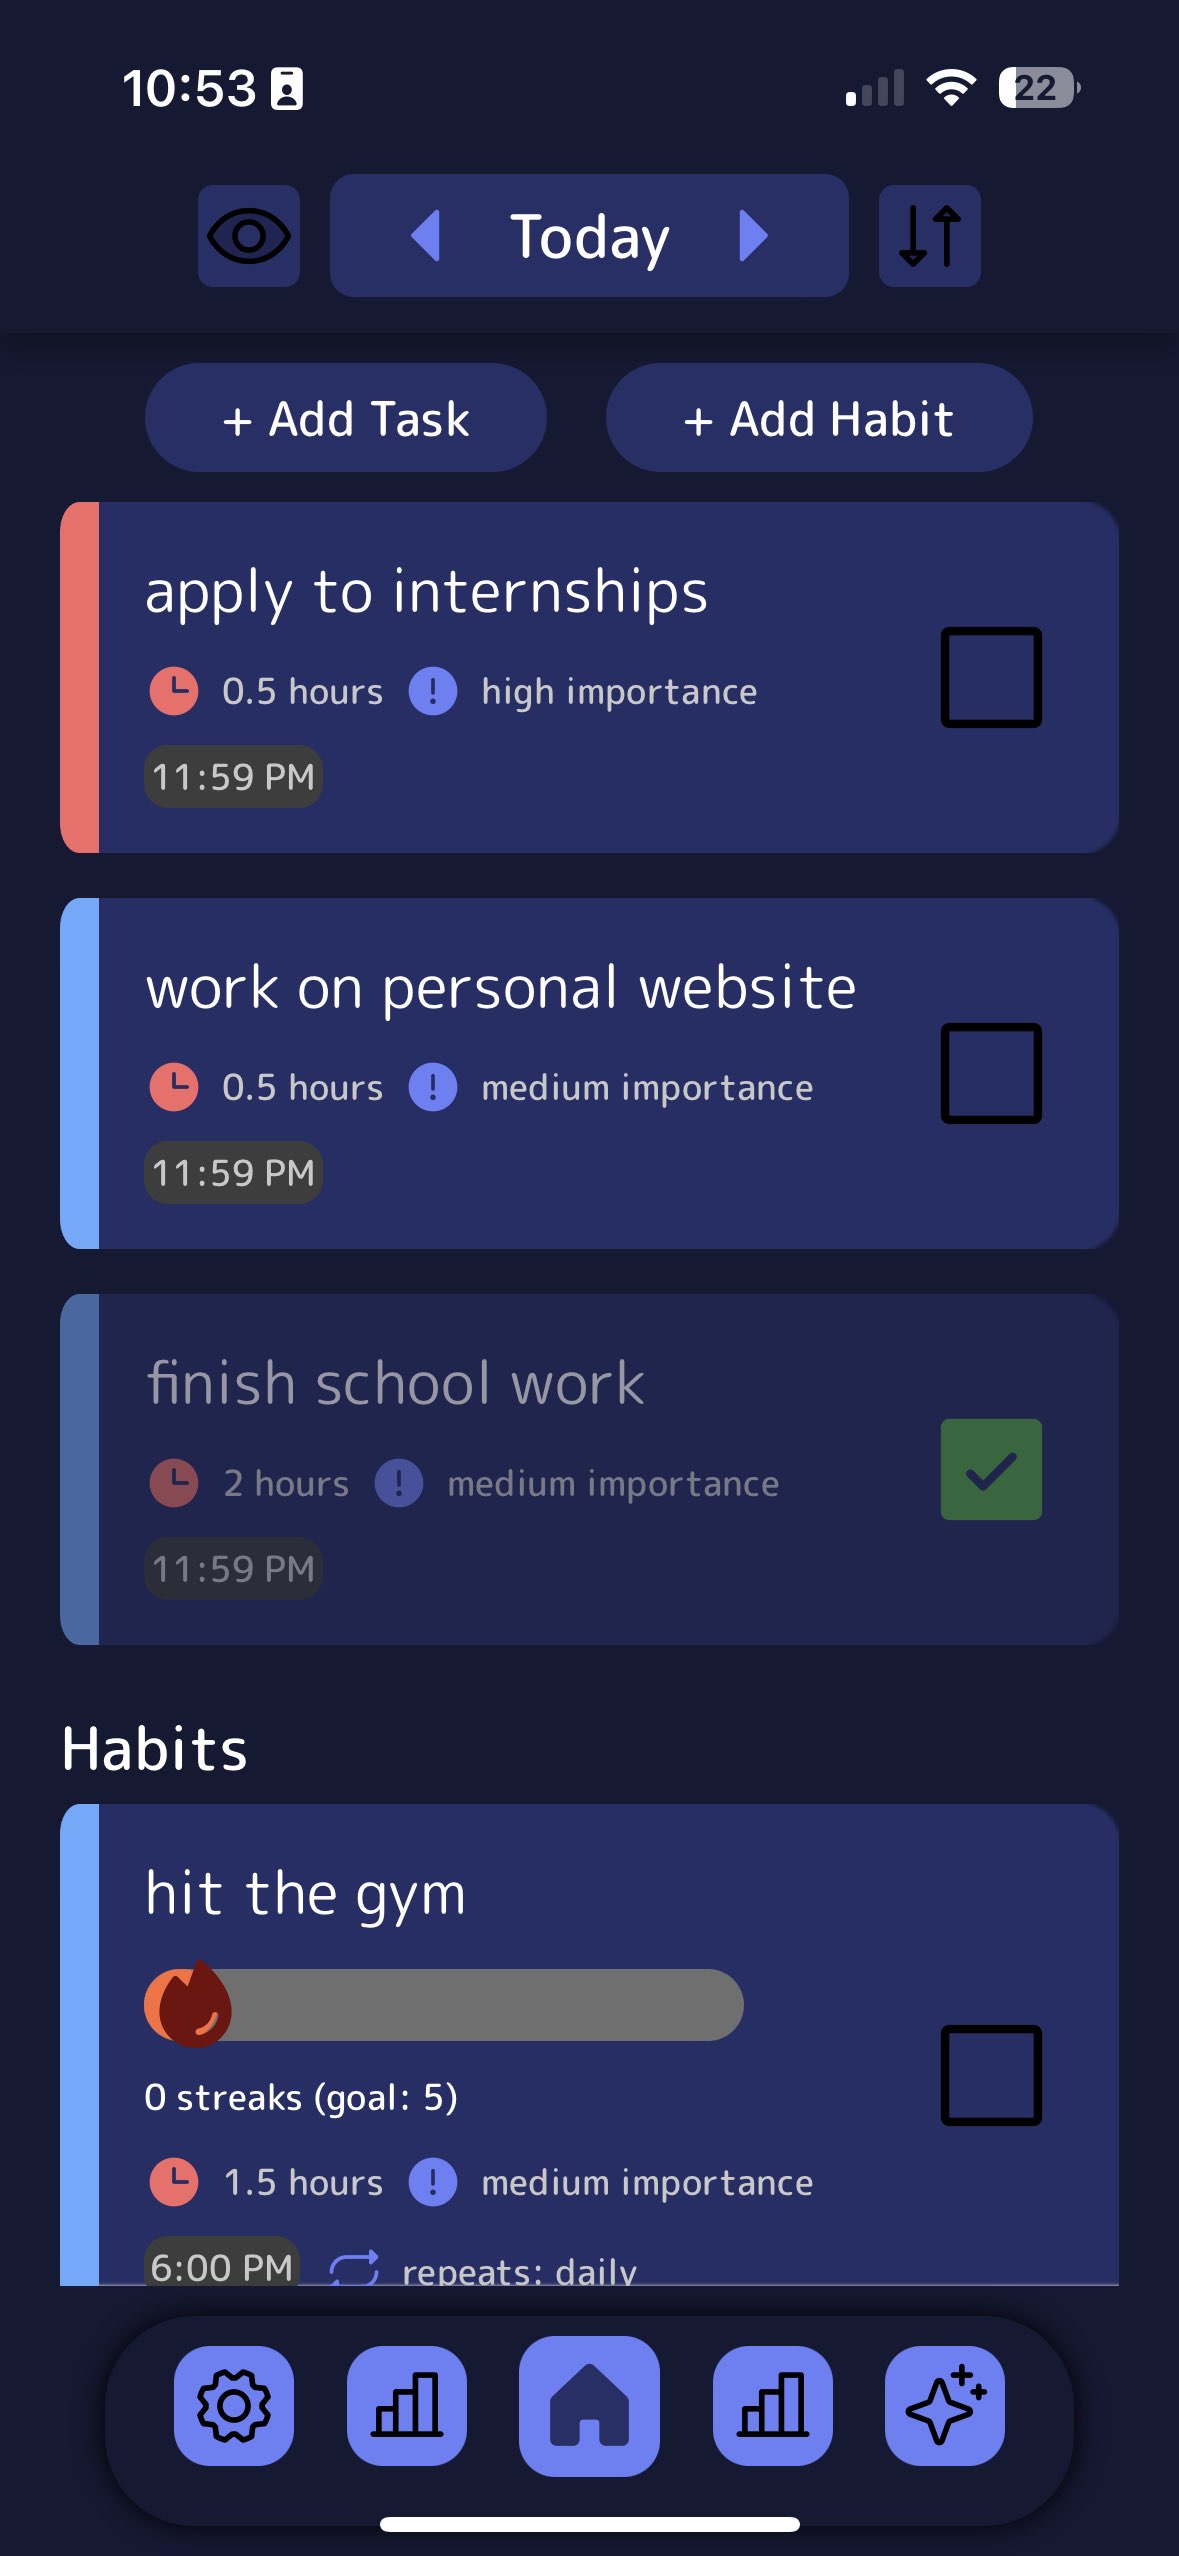 10:53
22
Today
+ Add Task
+ Add Habit
apply to internships
0.5 hours
high importance
11:59 PM
work on personal website
0.5 hours
medium importance
11:59 PM
finish school work
2 hours
medium importance
11:59 PM
Habits
hit the gym
0 streaks (goal: 5)
1.5 hours
medium importance
6:00 PM
repeats: daily